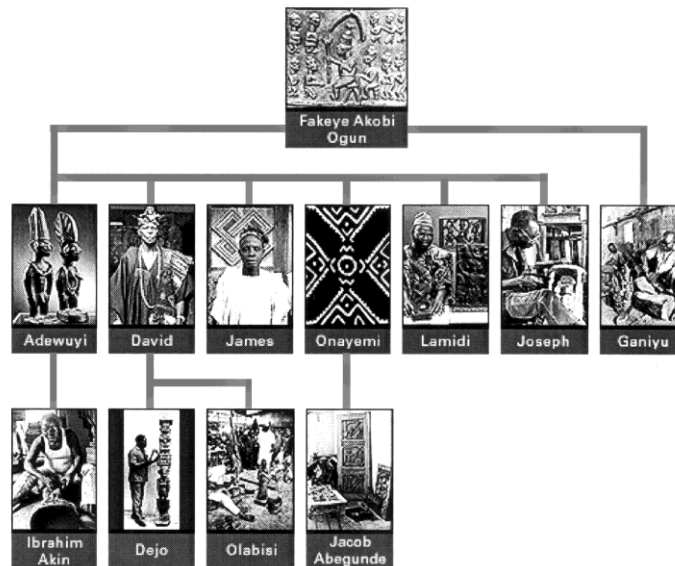 Fakeye Akobi
Ogun
Adewuyi
David
James
Onayemi
Lamidi
Joseph
Ganiyu
Ibrahim
Akin
Dejo
Olabisi
Jacob
Abegunde